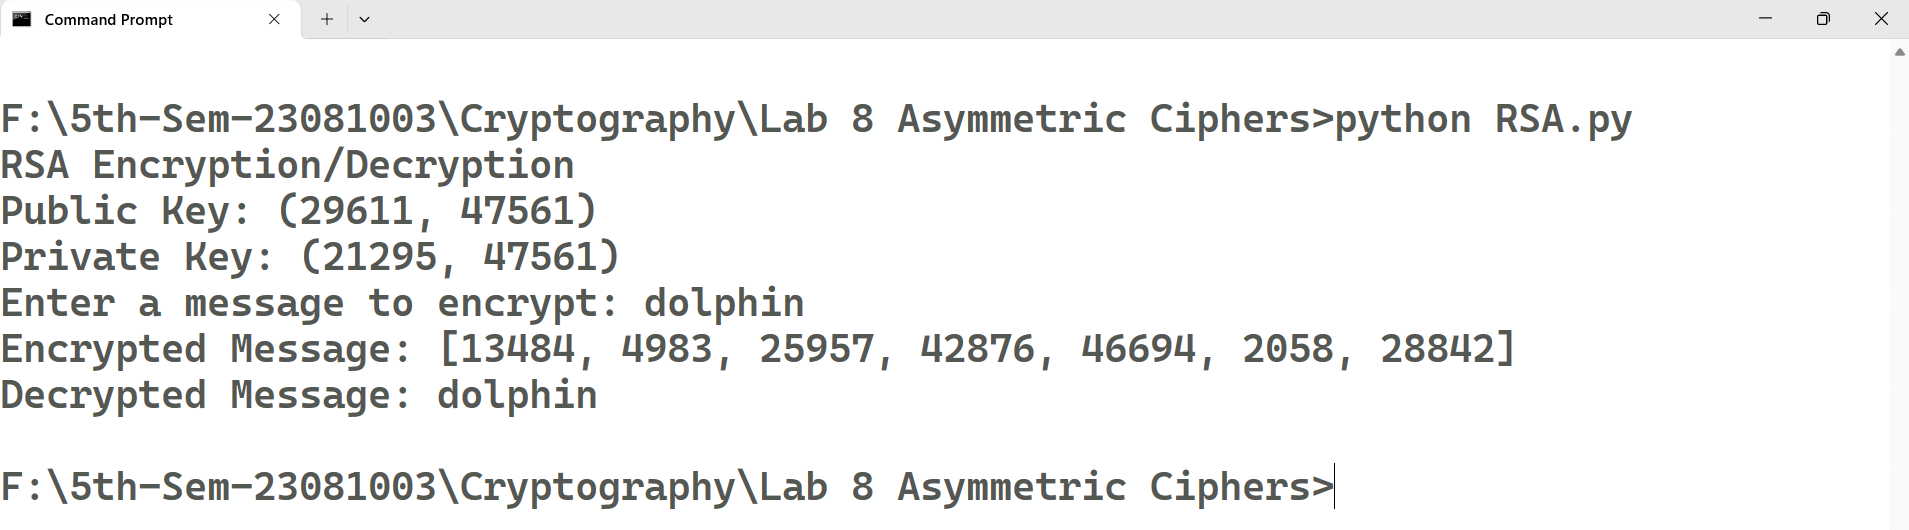 Command Prompt
F:\5th-Sem-23081003\Cryptography\Lab 8 Asymmetric Ciphers>python RSA.py
RSA Encryption/Decryption
Public Key: (29611, 47561)
Private Key: (21295, 47561)
Enter a message to encrypt: dolphin
Encrypted Message: [13484, 4983, 25957, 42876, 46694, 2058, 28842]
Decrypted Message: dolphin
F:\5th-Sem-23081003\Cryptography\Lab 8 Asymmetric Ciphers>